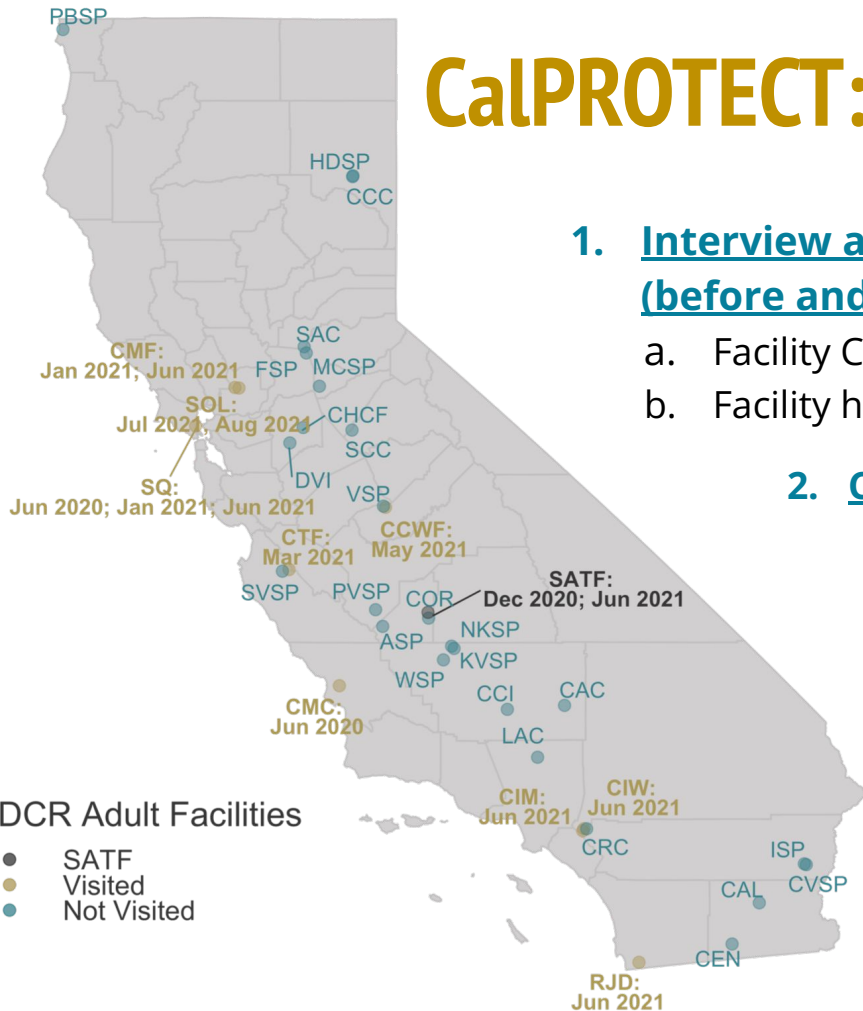 PBSP
CalPROTECT:
HDSP
CCC
1. Interview a
(before and
a. Facility C
b. Facility h
2.
SAC
CMF:
Jan 2021; Jun 2021
FSP
MCSP
SOL:
Jul 2021; Aug 2021
CHCF
SCC
DVI
SQ:
Jun 2020; Jan 2021; Jun 2021
VSP
CCWF:
May 2021
CTF:
Mar 2021
SVSP
PVSP
COR
SATF:
Dec 2020; Jun 2021
ASP
NKSP
KVSP
WSP
CCI
CAC
CMC:
Jun 2020
LAC
CIM:
Jun 2021
CIW:
Jun 2021
CRC
DCR Adult Facilities
SATF
Visited
Not Visited
ISP
CVSP
CAL
CEN
RJD:
Jun 2021